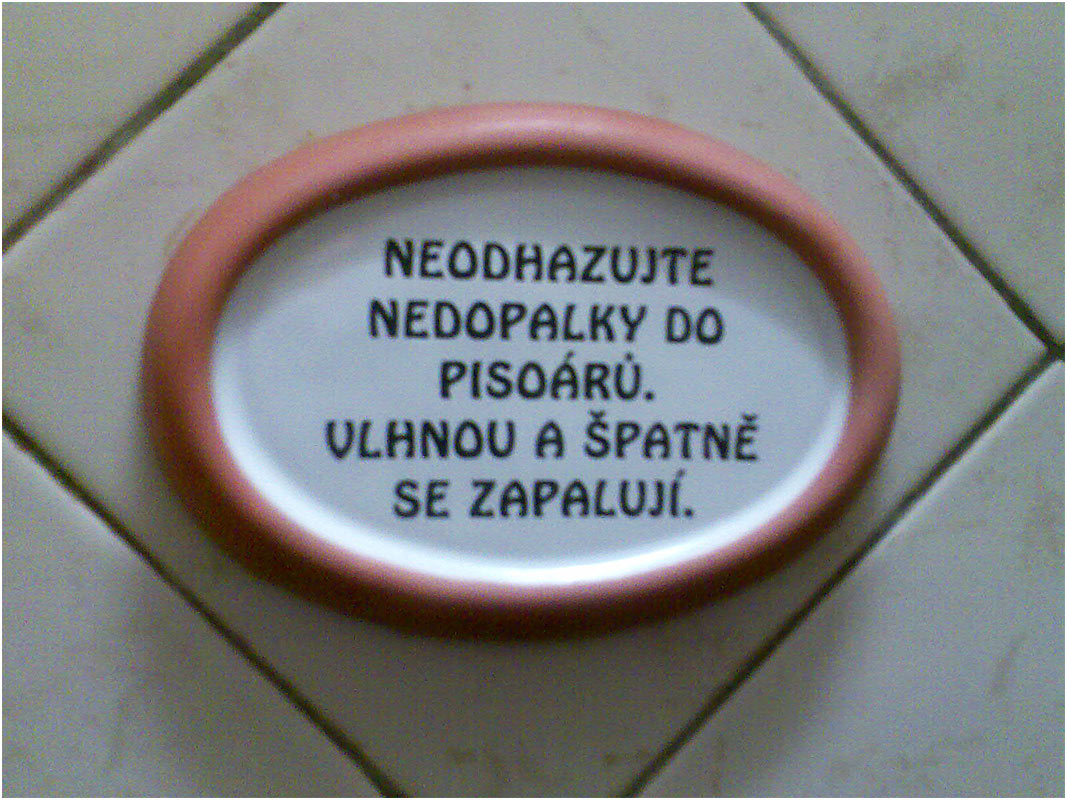 NEODHAZUJTE
NEDOPALKY DO
PISOÁRŮ.
VLHNOU A ŠPATNĚ
SE ZAPALUJÍ.